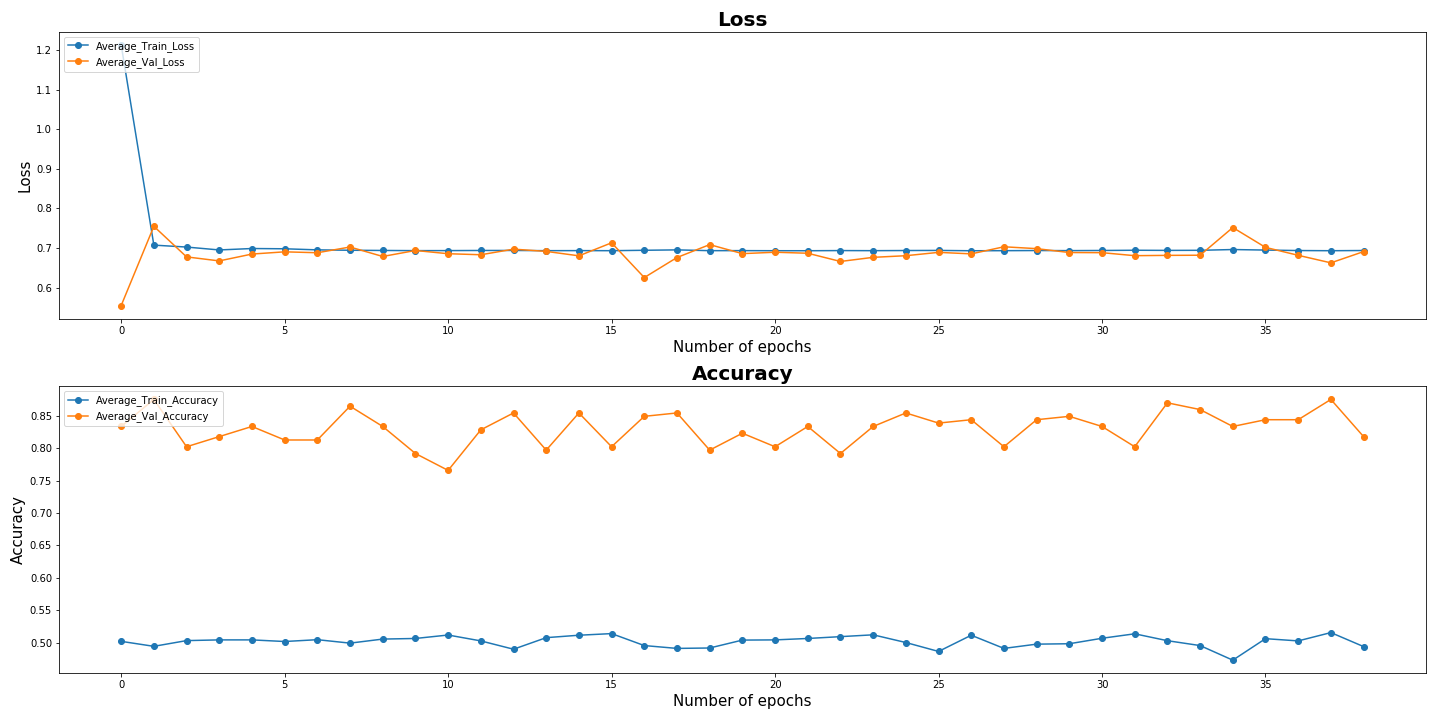 Loss
Average_Train_Loss
Average_Val_Loss
1.2
1.1
1.0
0.9
0.8
0.7
0.6
Loss
0 5 10 15 20 25 30 35
Number of epochs
Accuracy
Average_Train_Accuracy
Average_Val_Accuracy
0.85
0.80
0.75
0.70
0.65
0.60
0.55
0.50
Accuracy
0 5 10 15 20 25 30 35
Number of epochs